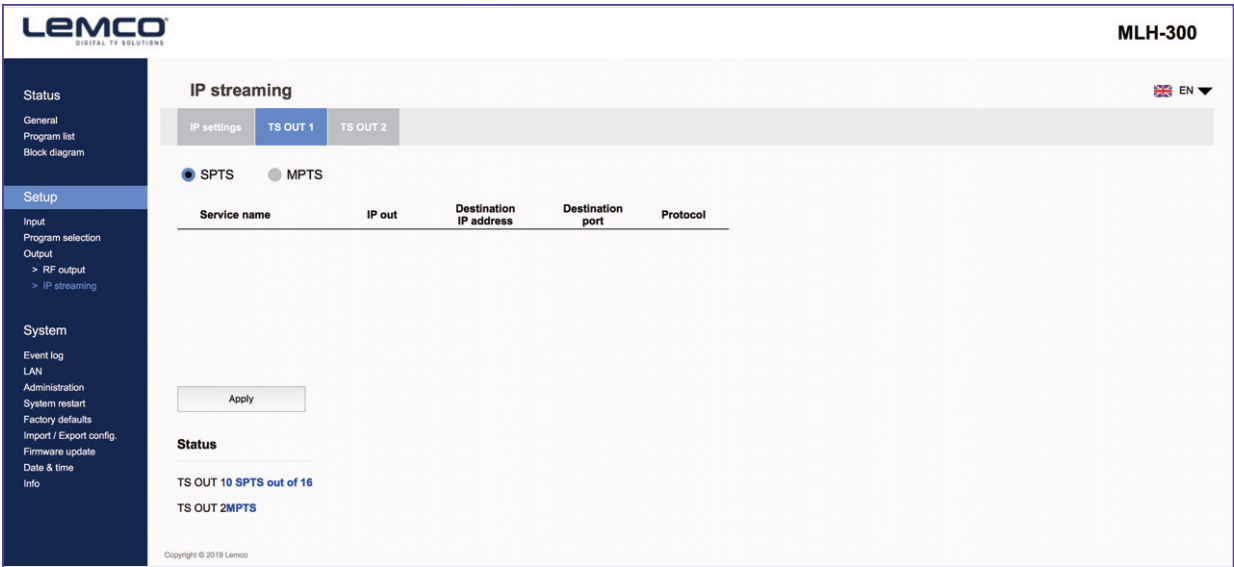 LEMCO
DIGITAL TV SOLUTIONS
MLH-300
Status
General
Program list
Block diagram
Setup
Input
Program selection
Output
> RF output
> IP streaming
System
Event log
LAN
Administration
System restart
Factory defaults
Import / Export config.
Firmware update
Date & time
Info
IP streaming
EN
IP settings TS OUT 1 TS OUT 2
SPTS MPTS
Service name IP out Destination IP address Destination port Protocol
Apply
Status
TS OUT 10 SPTS out of 16
TS OUT 2MPTS
Copyright © 2019 Lemco